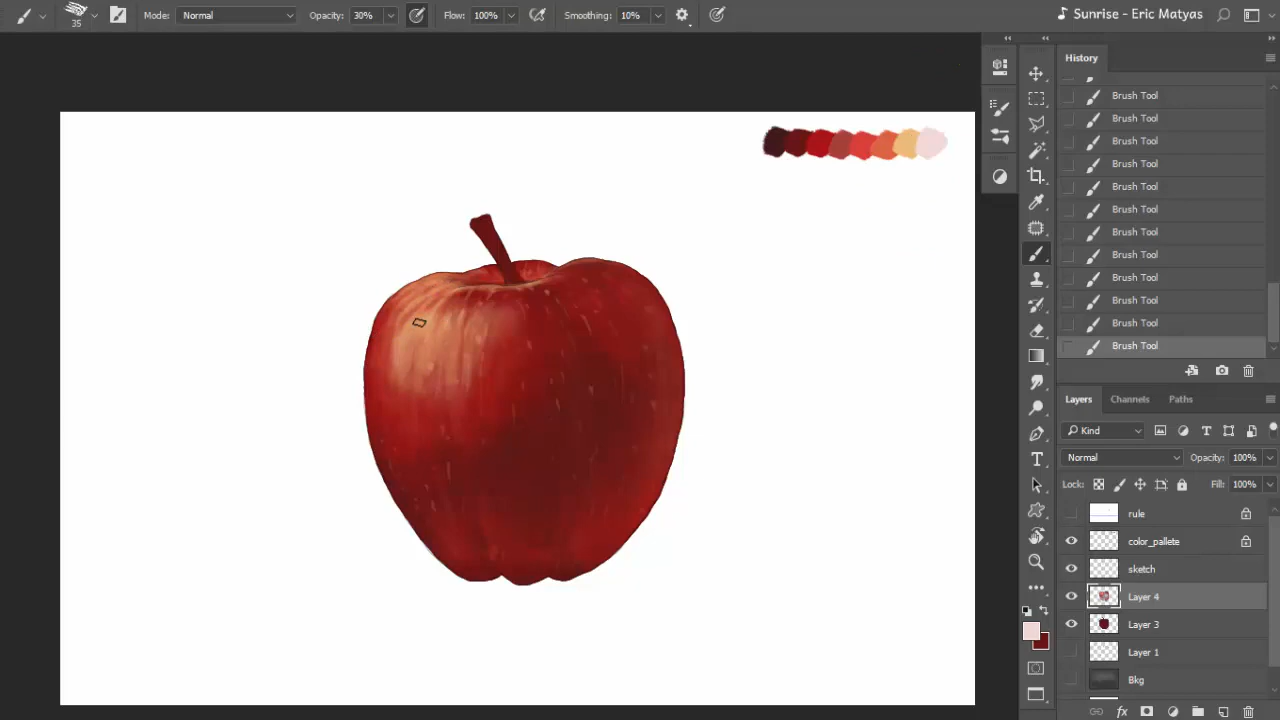 35
Mode: Normal
Opacity: 30%
Flow: 100%
Smoothing: 10%
Sunrise - Eric Matyas
History
Brush Tool
Brush Tool
Brush Tool
Brush Tool
Brush Tool
Brush Tool
Brush Tool
Brush Tool
Brush Tool
Brush Tool
Brush Tool
Brush Tool
Layers Channels Paths
Kind
Normal Opacity: 100%
Lock: Fill: 100%
rule
color_pallete
sketch
Layer 4
Layer 3
Layer 1
Bkg